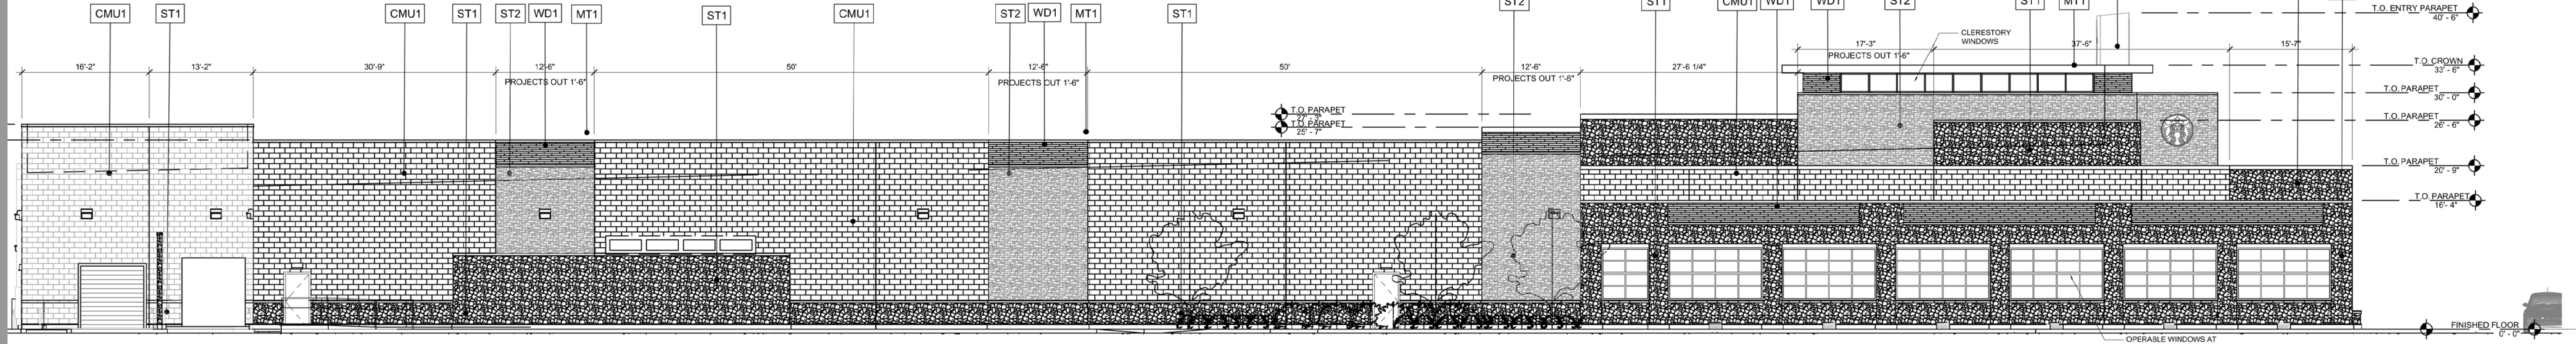 CMU1 ST1 CMU1 ST1 ST2 WD1 MT1 ST1 CMU1 ST2 WD1 MT1 ST1 ST2 ST1 CMU1 WD1 WD1 ST2 ST1 MT1
T.O. ENTRY PARAPET
40' - 6"
CLERESTORY
WINDOWS
17'-3" 37'-6" 15'-7"
PROJECTS OUT 1'-6"
16'-2" 13'-2" 30'-9" 12'-6" 50' 12'-6" 50' 12'-6" 27'-6 1/4"
PROJECTS OUT 1'-6" PROJECTS OUT 1'-6" PROJECTS OUT 1'-6"
T.O. CROWN
33' - 6"
T.O. PARAPET
30' - 0"
T.O. PARAPET
27' - 2"
T.O. PARAPET
25' - 7"
T.O. PARAPET
26' - 6"
T.O. PARAPET
20' - 9"
T.O. PARAPET
16' - 4"
FINISHED FLOOR
0' - 0"
OPERABLE WINDOWS AT